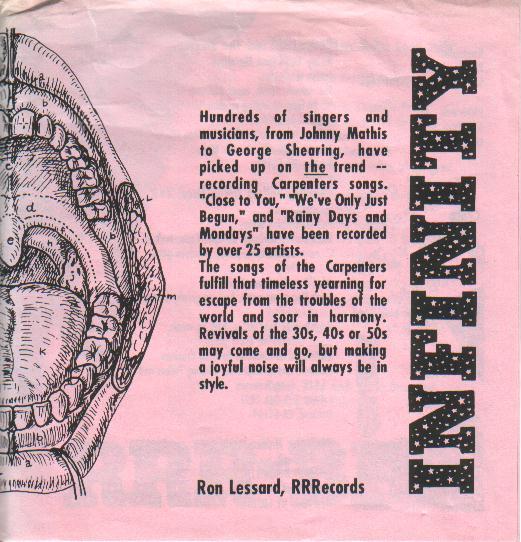 Hundreds of singers and
musicians, from Johnny Mathis
to George Shearing, have
picked up on the trend --
recording Carpenters songs.
"Close to You," "We've Only Just
Begun," and "Rainy Days and
Mondays" have been recorded
by over 25 artists.
The songs of the Carpenters
fulfill that timeless yearning for
escape from the troubles of the
world and soar in harmony.
Revivals of the 30s, 40s or 50s
may come and go, but making
a joyful noise will always be in
style.
Ron Lessard, RRRecords
INFINITY
a
b
L
d
e
h
m
K
b
a